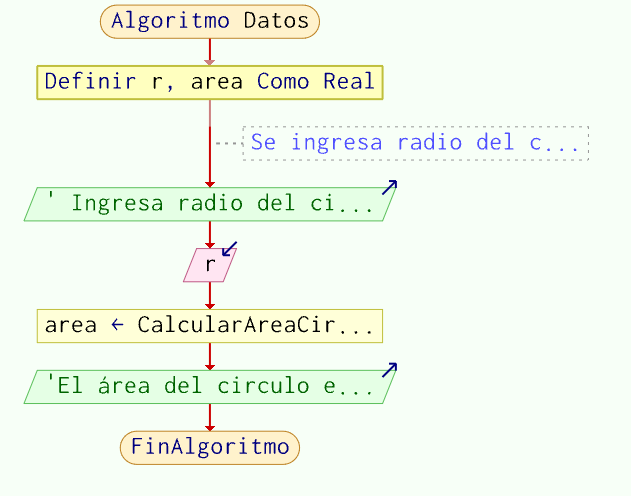 Algoritmo Datos
Definir r, area Como Real
Se ingresa radio del c...
' Ingresa radio del ci...
r
area ← CalcularAreaCir...
'El área del circulo e...
FinAlgoritmo